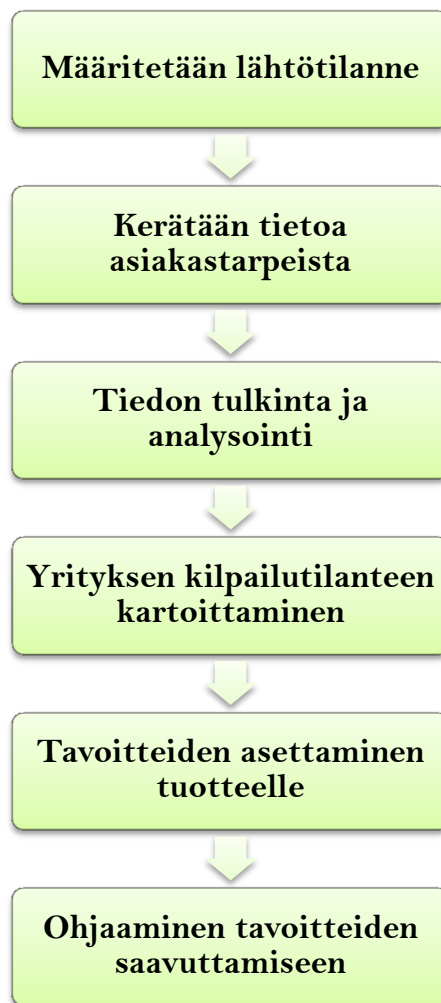 Määritetään lähtötilanne
Kerätään tietoa
asiakastarpeista
Tiedon tulkinta ja
analysointi
Yrityksen kilpailutilanteen
kartoittaminen
Tavoitteiden asettaminen
tuotteelle
Ohjaaminen tavoitteiden
saavuttamiseen